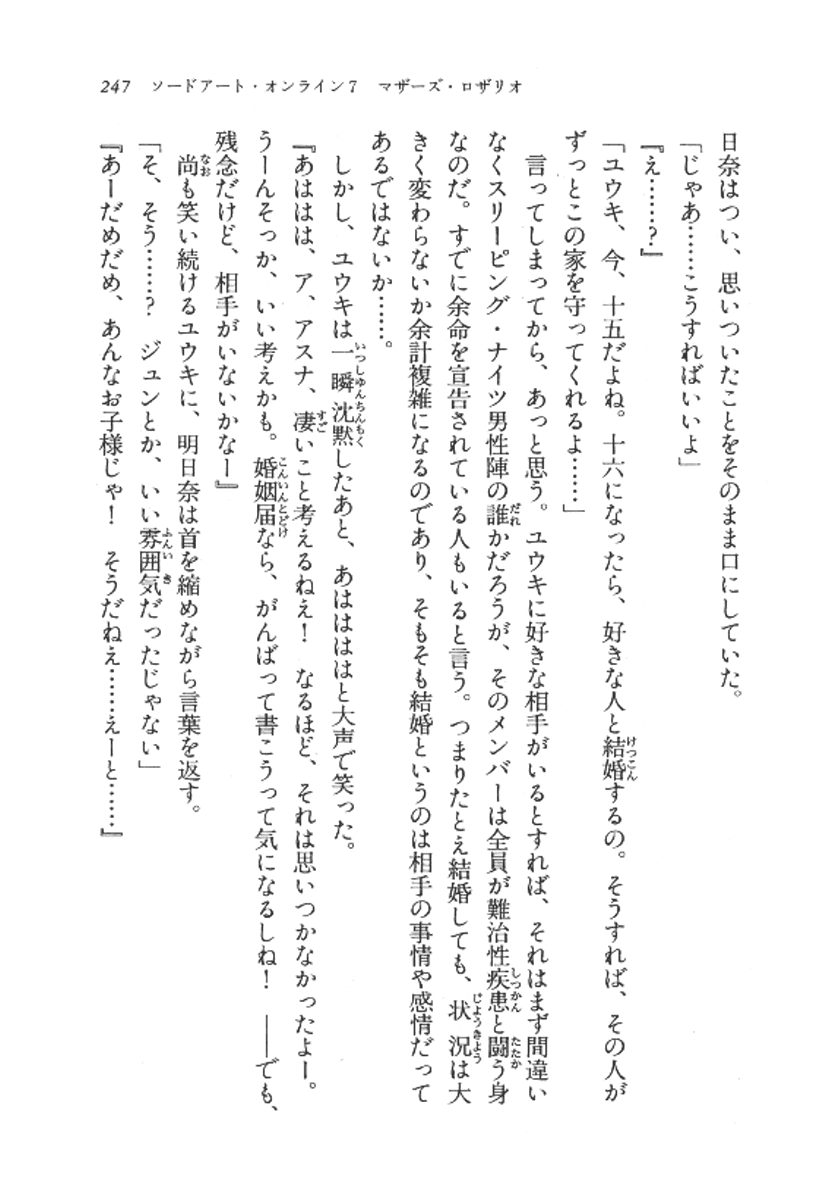 247　ソードアート・オンライン7　マザーズ・ロザリオ
日奈はつい、思いついたことをそのまま口にしていた。
「じゃあ……こうすればいいよ」
『え……？』
「ユウキ、今、十五だよね。十六になったら、好きな人と結婚するの。そうすれば、その人が
ずっとこの家を守ってくれるよ……」
　言ってしまってから、あっと思う。ユウキに好きな相手がいるとすれば、それはまず間違い
なくスリーピング・ナイツ男性陣の誰かだろうが、そのメンバーは全員が難治性疾患と闘う身
なのだ。すでに余命を宣告されている人もいると言う。つまりたとえ結婚しても、状況は大
きく変わらないか余計複雑になるのであり、そもそも結婚というのは相手の事情や感情だって
あるではないか……。
　しかし、ユウキは一瞬沈黙したあと、あはははと大声で笑った。
『あははは、ア、アスナ、凄いこと考えるねえ！　なるほど、それは思いつかなかったよー。
うーんそっか、いい考えかも。婚姻届なら、がんばって書こうって気になるしね！　――でも、
残念だけど、相手がいないかなー』
　尚も笑い続けるユウキに、明日奈は首を縮めながら言葉を返す。
「そ、そう……？　ジュンとか、いい雰囲気だったじゃない」
『あーだめだめ、あんなお子様じゃ！　そうだねぇ……えーと……』